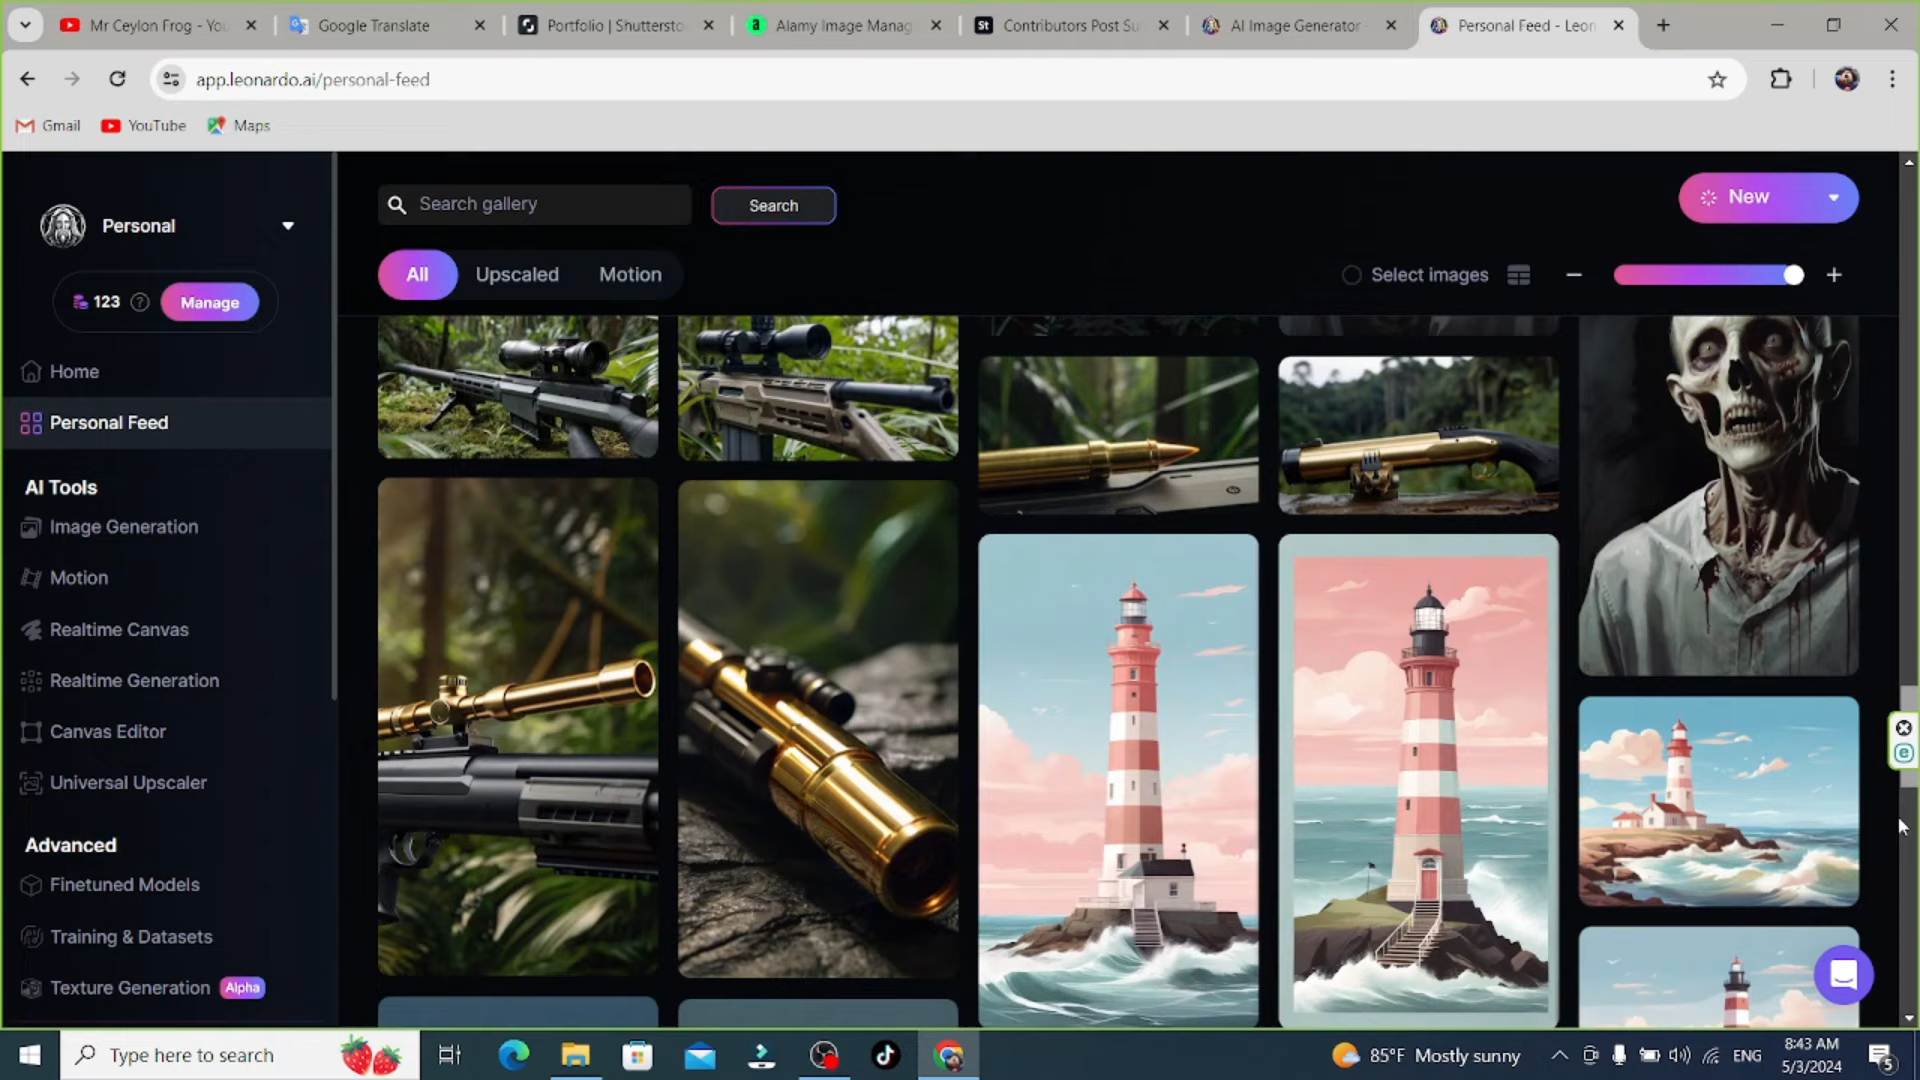 Mr Ceylon Frog - You
Google Translate
Portfolio | Shuttersto
Alamy Image Manag
Contributors Post Su
AI Image Generator -
Personal Feed - Leon
app.leonardo.ai/personal-feed
Gmail
YouTube
Maps
Personal
Search gallery
Search
New
All
Upscaled
Motion
Select images
123
Manage
Home
Personal Feed
AI Tools
Image Generation
Motion
Realtime Canvas
Realtime Generation
Canvas Editor
Universal Upscaler
Advanced
Finetuned Models
Training & Datasets
Texture Generation Alpha
Type here to search
85°F Mostly sunny
ENG
8:43 AM
5/3/2024
5